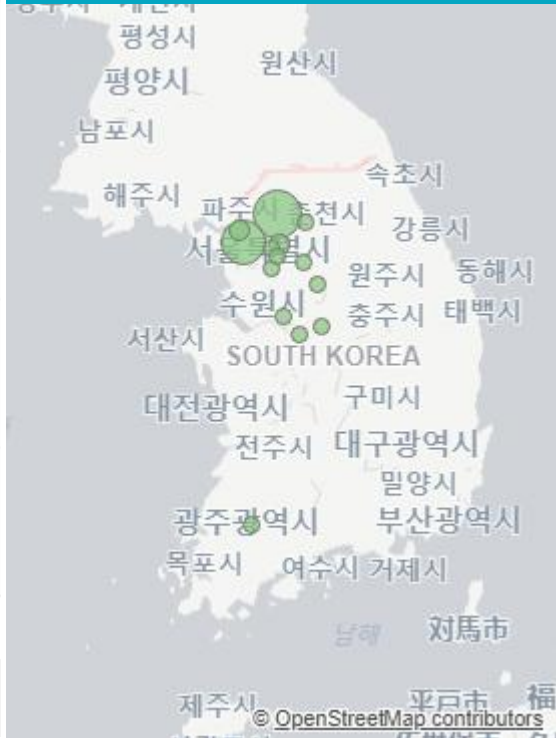 평성시
원산시
평양시
남포시
속초시
해주시
파주시
춘천시
강릉시
서울특별시
원주시
동해시
수원시
충주시
태백시
서산시
SOUTH KOREA
구미시
대전광역시
전주시
대구광역시
밀양시
광주광역시
부산광역시
목포시
여수시
거제시
対馬市
남해
제주시
平戸市
福
© OpenStreetMap contributors